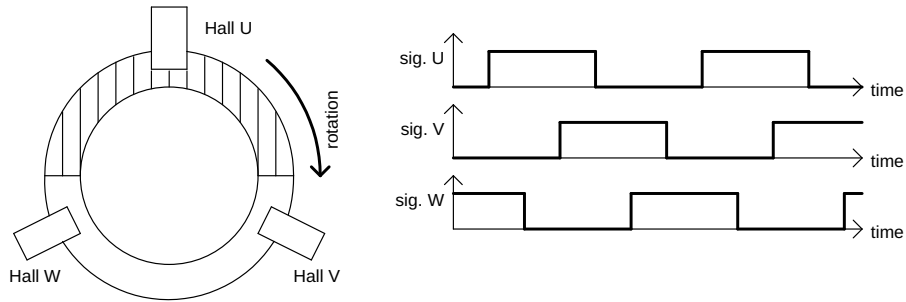 Hall U
rotation
Hall W
Hall V
sig. U
time
sig. V
time
sig. W
time